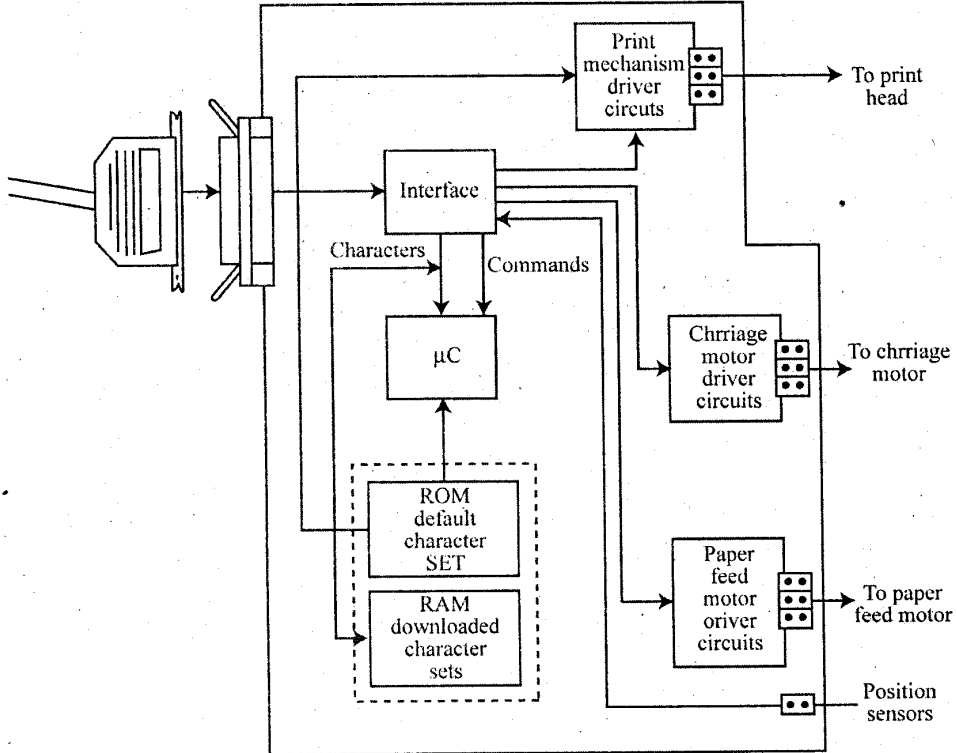 Print
mechanism
driver
circuts
To print
head
Interface
Characters
Commands
μC
Chrriage
motor
driver
circuits
To chrriage
motor
ROM
default
character
SET
RAM
downloaded
character
sets
Paper
feed
motor
oriver
circuits
To paper
feed motor
Position
sensors